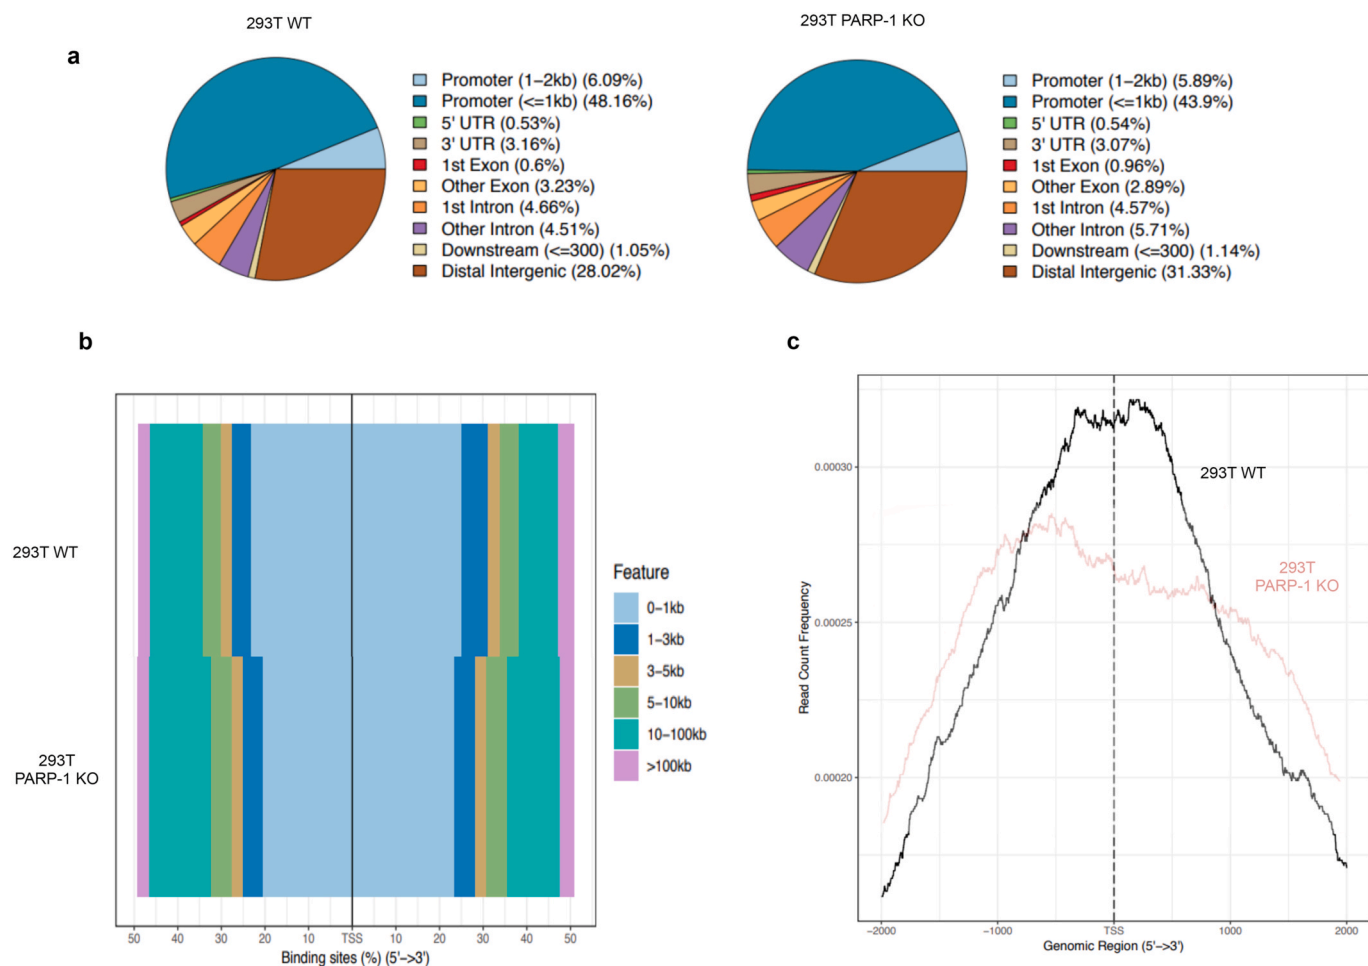 293T WT
293T PARP-1 KO
a
Promoter (1–2kb) (6.09%)
Promoter (<=1kb) (48.16%)
5' UTR (0.53%)
3' UTR (3.16%)
1st Exon (0.6%)
Other Exon (3.23%)
1st Intron (4.66%)
Other Intron (4.51%)
Downstream (<=300) (1.05%)
Distal Intergenic (28.02%)
Promoter (1–2kb) (5.89%)
Promoter (<=1kb) (43.9%)
5' UTR (0.54%)
3' UTR (3.07%)
1st Exon (0.96%)
Other Exon (2.89%)
1st Intron (4.57%)
Other Intron (5.71%)
Downstream (<=300) (1.14%)
Distal Intergenic (31.33%)
b
293T WT
293T
PARP-1 KO
Feature
0–1kb
1–3kb
3–5kb
5–10kb
10–100kb
>100kb
50 40 30 20 10 TSS 10 20 30 40 50
Binding sites (%) (5'–>3')
c
293T WT
293T
PARP-1 KO
Read Count Frequency
0.00030
0.00025
0.00020
−2000 −1000 TSS 1000 2000
Genomic Region (5'–>3')